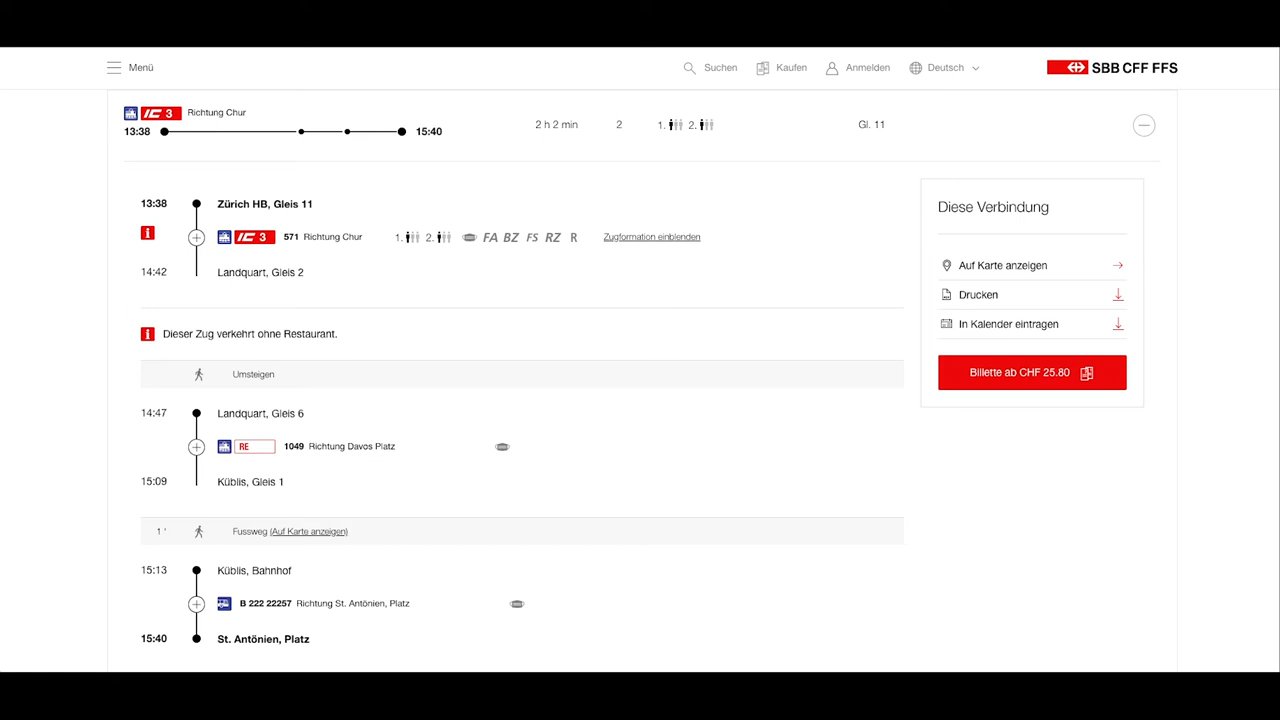 Menü
Suchen
Kaufen
Anmelden
Deutsch
SBB CFF FFS
IC 3 Richtung Chur
13:38 15:40 2 h 2 min 2 1. 2. Gl. 11
13:38 Zürich HB, Gleis 11
IC 3 571 Richtung Chur 1. 2. FA BZ FS RZ R Zugformation einblenden
14:42 Landquart, Gleis 2
Dieser Zug verkehrt ohne Restaurant.
Umsteigen
14:47 Landquart, Gleis 6
RE 1049 Richtung Davos Platz
15:09 Küblis, Gleis 1
1 ' Fussweg (Auf Karte anzeigen)
15:13 Küblis, Bahnhof
B 222 22257 Richtung St. Antönien, Platz
15:40 St. Antönien, Platz
Diese Verbindung
Auf Karte anzeigen
Drucken
In Kalender eintragen
Billette ab CHF 25.80